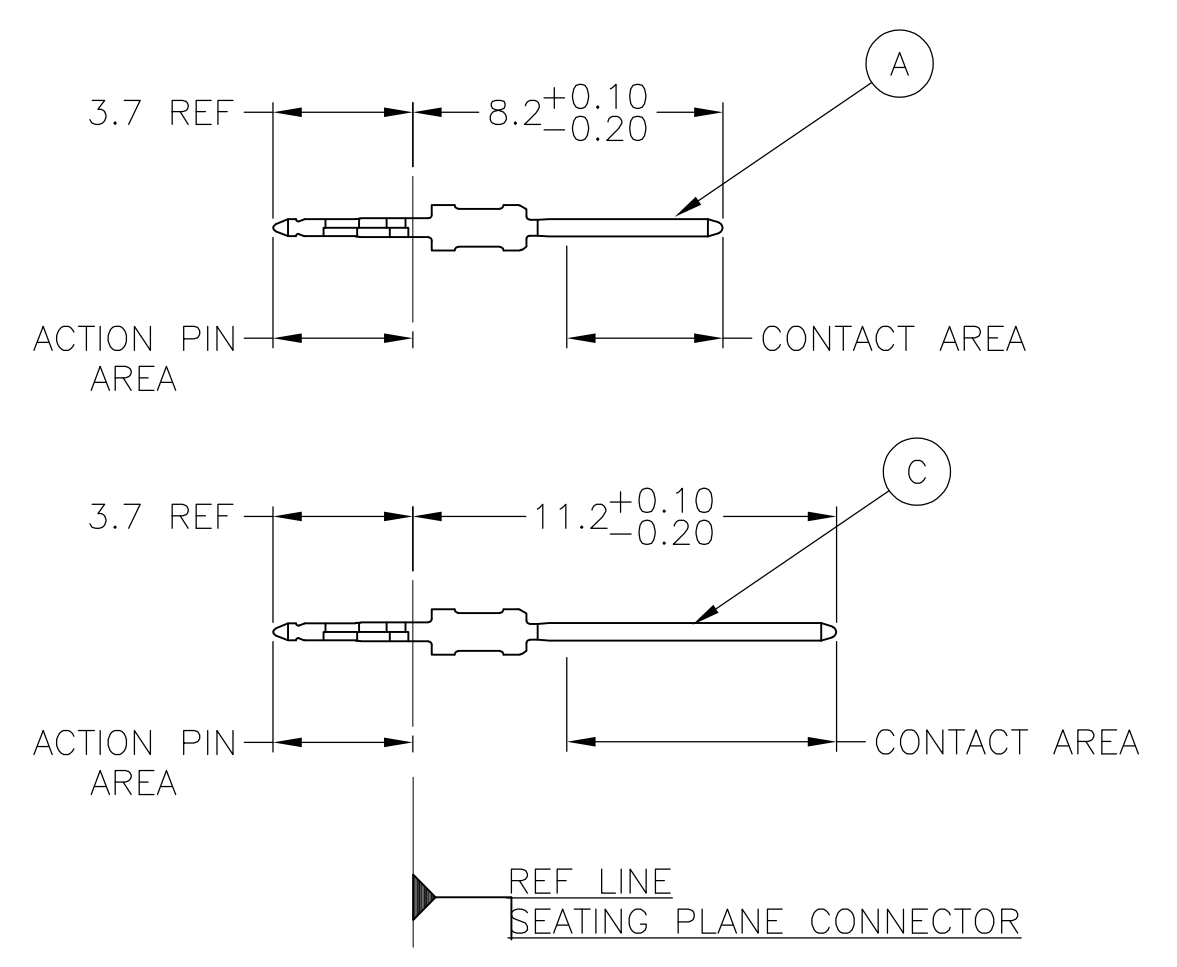 A
3.7 REF
8.2 +0.10
-0.20
ACTION PIN
AREA
CONTACT AREA
C
3.7 REF
11.2 +0.10
-0.20
ACTION PIN
AREA
CONTACT AREA
REF LINE
SEATING PLANE CONNECTOR